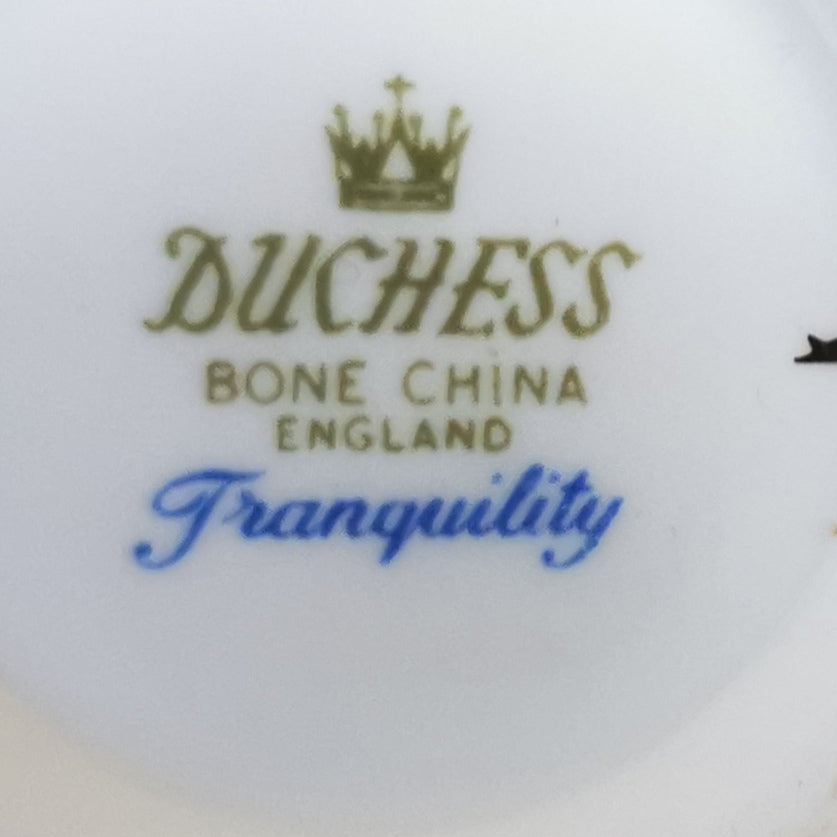 DUCHESS
BONE CHINA
ENGLAND
Tranquility